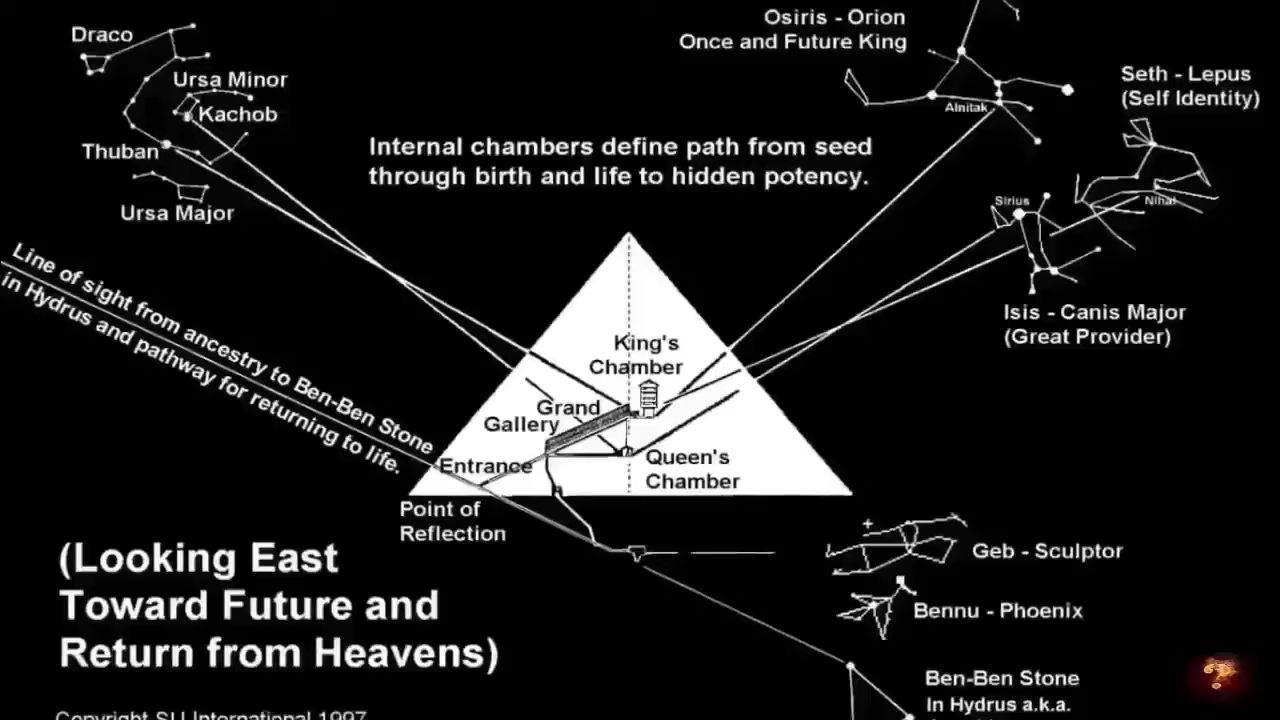 Draco
Ursa Minor
Kachob
Thuban
Ursa Major
Osiris - Orion
Once and Future King
Alnitak
Seth - Lepus
(Self Identity)
Sirius
Nihal
Isis - Canis Major
(Great Provider)
Internal chambers define path from seed
through birth and life to hidden potency.
Line of sight from ancestry to Ben-Ben Stone
in Hydrus and pathway for returning to life.
King's
Chamber
Grand
Gallery
Entrance
Queen's
Chamber
Point of
Reflection
(Looking East
Toward Future and
Return from Heavens)
Geb - Sculptor
Bennu - Phoenix
Ben-Ben Stone
In Hydrus a.k.a.
Copyright SU International 1997
?